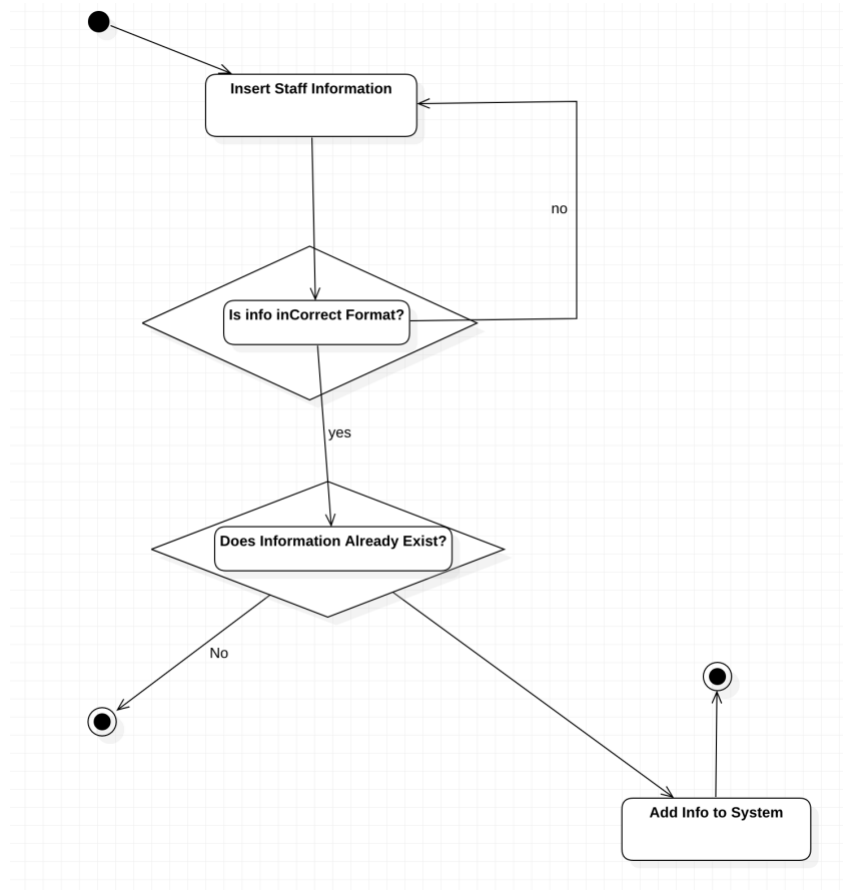 Insert Staff Information
no
Is info inCorrect Format?
yes
Does Information Already Exist?
No
Add Info to System